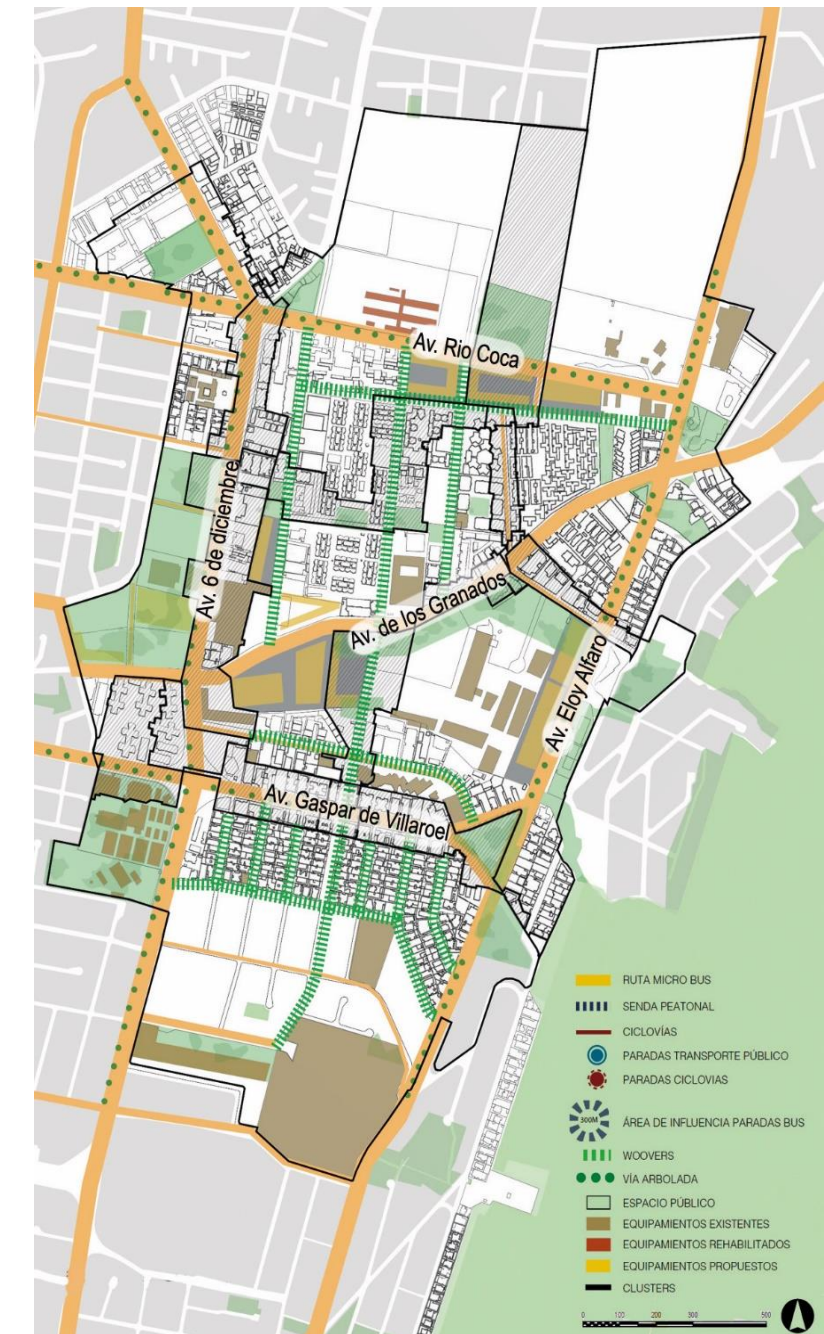 Av. Rio Coca
Av. 6 de diciembre
Av. de los Granados
Av. Eloy Alfaro
Av. Gaspar de Villaroel
RUTA MICRO BUS
SENDA PEATONAL
CICLOVÍAS
PARADAS TRANSPORTE PÚBLICO
PARADAS CICLOVIAS
300M
ÁREA DE INFLUENCIA PARADAS BUS
WOOVERS
VÍA ARBOLADA
ESPACIO PÚBLICO
EQUIPAMIENTOS EXISTENTES
EQUIPAMIENTOS REHABILITADOS
EQUIPAMIENTOS PROPUESTOS
CLUSTERS
0 100 200 300 500